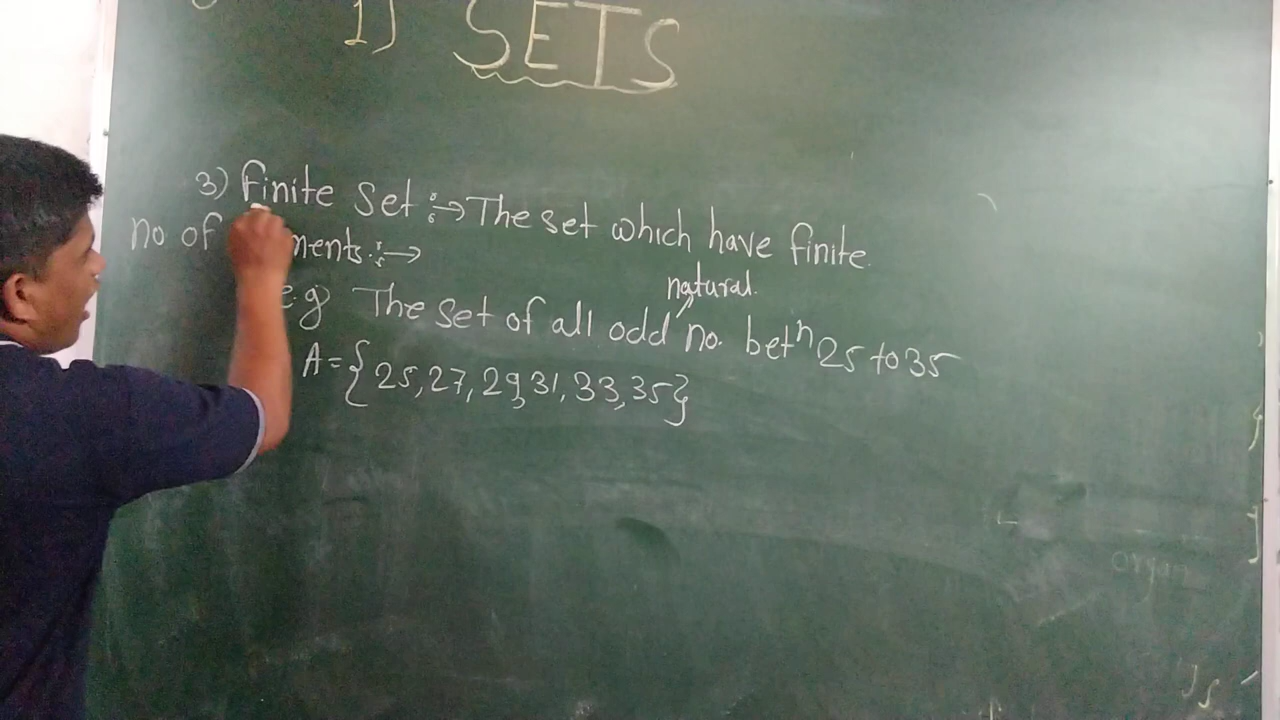 1) SETS
3) Finite Set :→ The set which have finite.
no of ments :→
e.g The Set of all odd natural. no. betⁿ 25 to 35
A = { 25, 27, 29, 31, 33, 35 }
organ